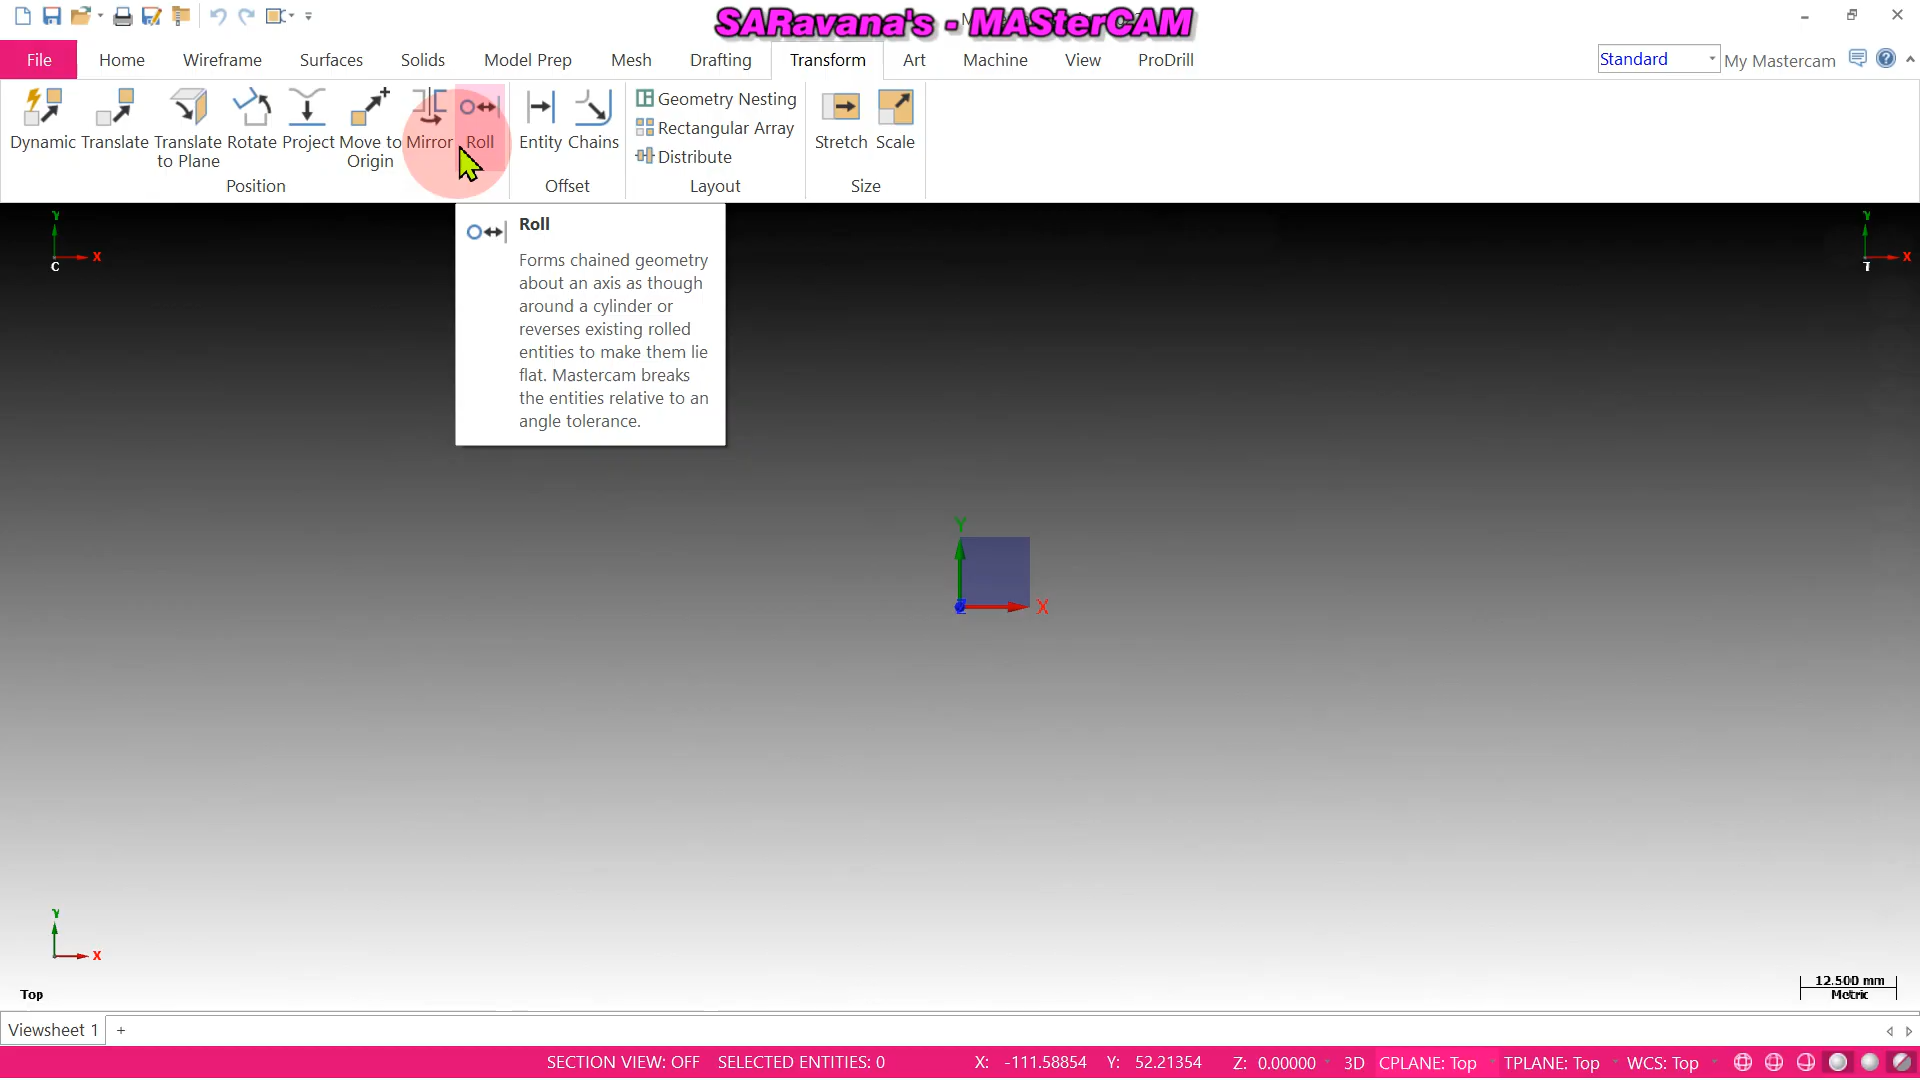 SARavana's - MASterCAM
File
Home
Wireframe
Surfaces
Solids
Model Prep
Mesh
Drafting
Transform
Art
Machine
View
ProDrill
Standard
My Mastercam
Dynamic
Translate
Translate
to Plane
Rotate
Project
Move to
Origin
Mirror
Roll
Entity
Chains
Geometry Nesting
Rectangular Array
Distribute
Stretch
Scale
Position
Offset
Layout
Size
Roll
Forms chained geometry
about an axis as though
around a cylinder or
reverses existing rolled
entities to make them lie
flat. Mastercam breaks
the entities relative to an
angle tolerance.
Y
X
C
Y
X
T
Y
X
Z
Y
X
Top
12.500 mm
Metric
Viewsheet 1
+
SECTION VIEW: OFF
SELECTED ENTITIES: 0
X: -111.58854
Y: 52.21354
Z: 0.00000
3D
CPLANE: Top
TPLANE: Top
WCS: Top